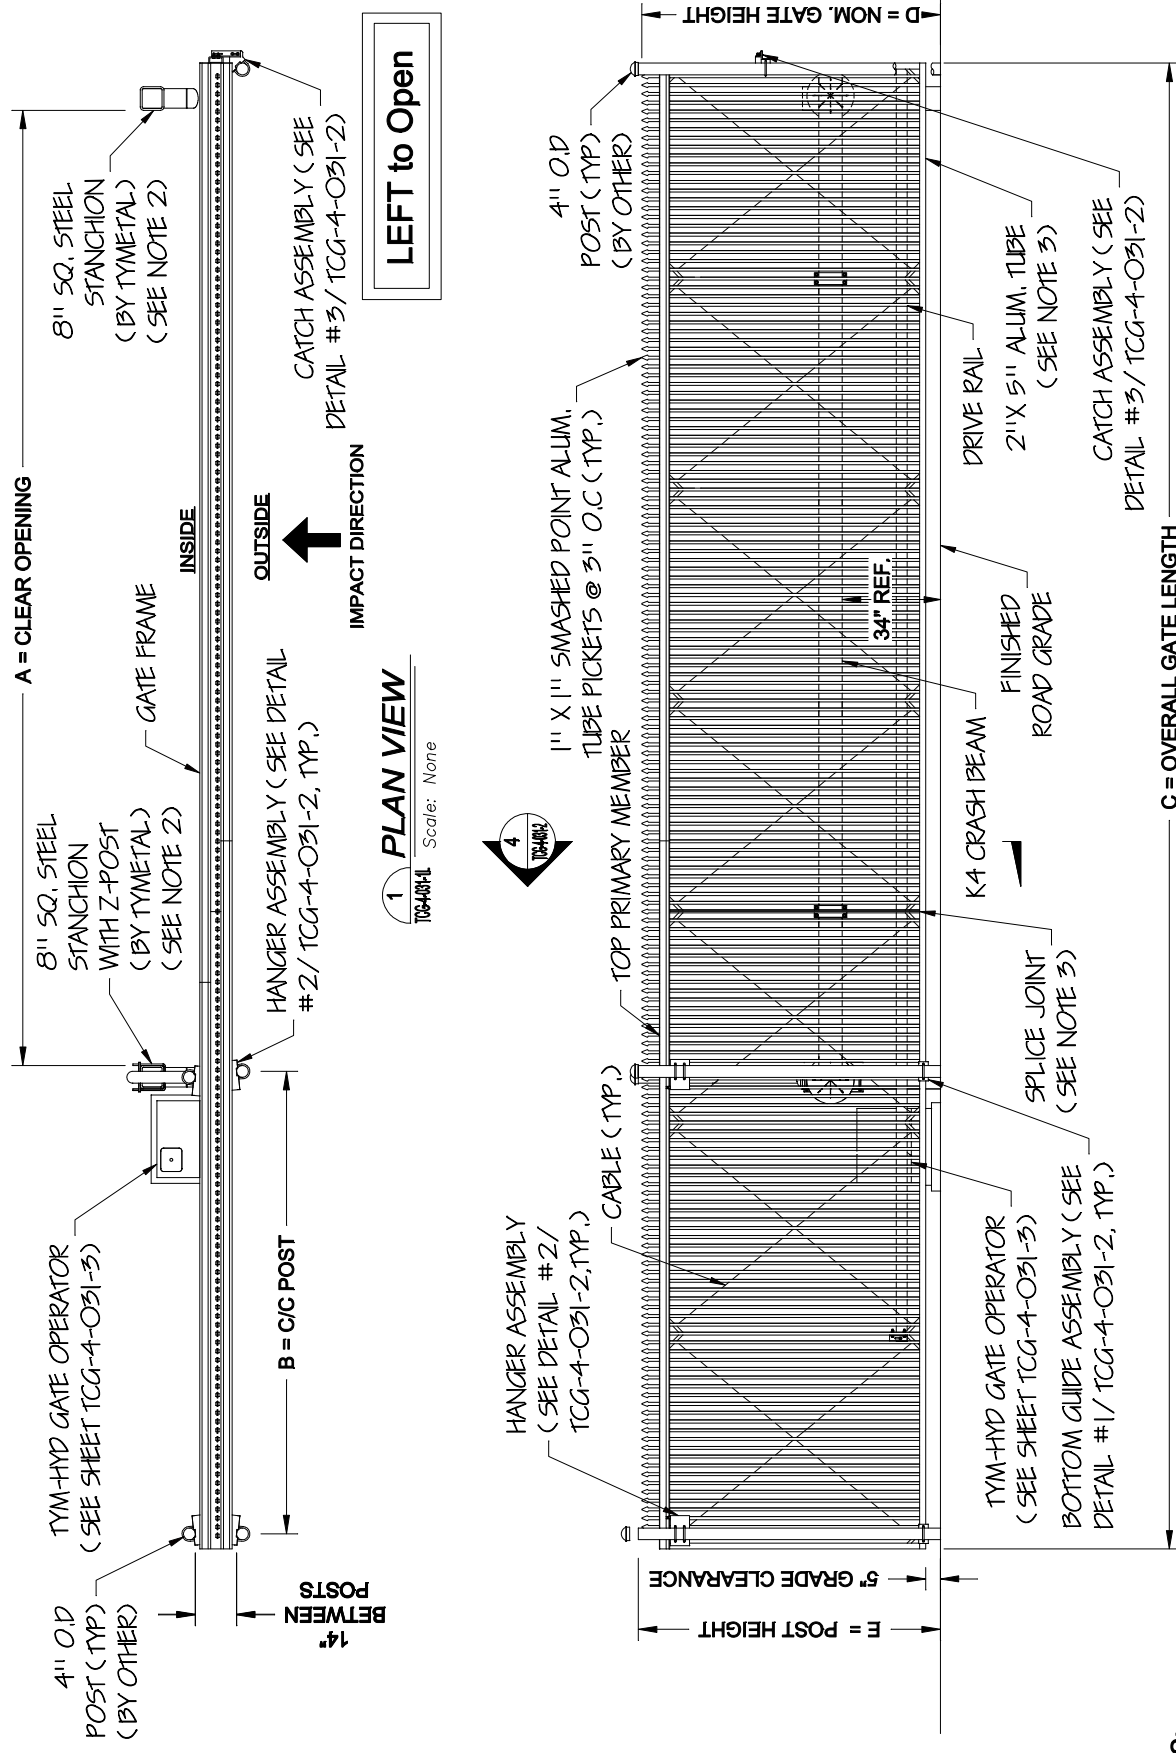 A = CLEAR OPENING
8" SQ. STEEL
STANCHION
WITH Z-POST
(BY TYMETAL)
(SEE NOTE 2)
GATE FRAME
8" SQ. STEEL
STANCHION
(BY TYMETAL)
(SEE NOTE 2)
4" O.D
POST (TYP)
(BY OTHER)
TYM-HYD GATE OPERATOR
(SEE SHEET TCG-4-031-3)
INSIDE
OUTSIDE
IMPACT DIRECTION
14"
BETWEEN
POSTS
B = C/C POST
HANGER ASSEMBLY (SEE DETAIL
#2/ TCG-4-031-2, TYP.)
CATCH ASSEMBLY (SEE
DETAIL #3/ TCG-4-031-2)
LEFT to Open
1
TCG-4-031-1L
PLAN VIEW
Scale: None
4
TCG-4-031-2
HANGER ASSEMBLY
(SEE DETAIL #2/
TCG-4-031-2,TYP.)
CABLE (TYP.)
TOP PRIMARY MEMBER
1" X 1" SMASHED POINT ALUM.
TUBE PICKETS @ 3" O.C (TYP.)
4" O.D
POST (TYP)
(BY OTHER)
D = NOM. GATE HEIGHT
E = POST HEIGHT
5" GRADE CLEARANCE
34" REF.
TYM-HYD GATE OPERATOR
(SEE SHEET TCG-4-031-3)
BOTTOM GUIDE ASSEMBLY (SEE
DETAIL #1/ TCG-4-031-2, TYP.)
SPLICE JOINT
(SEE NOTE 3)
K4 CRASH BEAM
FINISHED
ROAD GRADE
DRIVE RAIL
2"X 5" ALUM. TUBE
(SEE NOTE 3)
CATCH ASSEMBLY (SEE
DETAIL #3/ TCG-4-031-2)
C = OVERALL GATE LENGTH